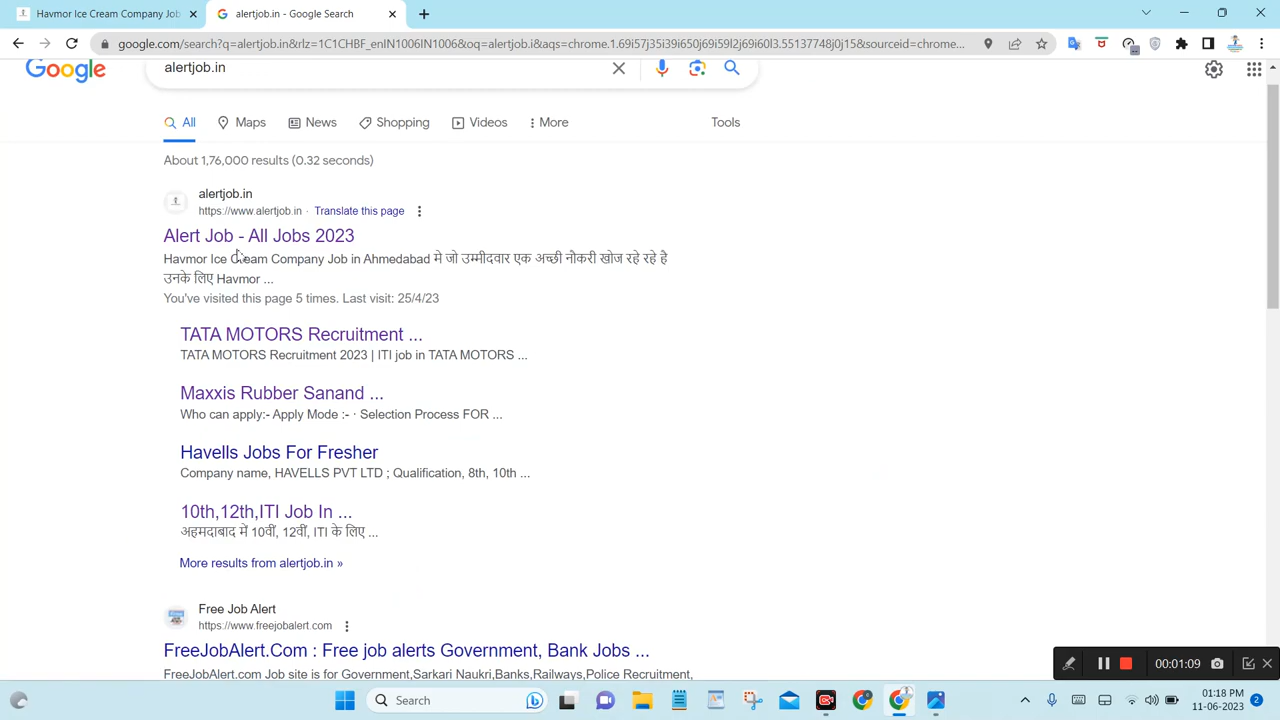 Havmor Ice Cream Company Job
alertjob.in - Google Search
google.com/search?q=alertjob.in&rlz=1C1CHBF_enIN1006IN1006&oq=alertjob.i&aqs=chrome.1.69i57j35i39i650j69i59l2j69i60l3.55137748j0j15&sourceid=chrome...
Google
alertjob.in
All Maps News Shopping Videos More Tools
About 1,76,000 results (0.32 seconds)
alertjob.in
https://www.alertjob.in · Translate this page
Alert Job - All Jobs 2023
Havmor Ice Cream Company Job in Ahmedabad मे जो उम्मीदवार एक अच्छी नौकरी खोज रहे रहे है
उनके लिए Havmor ...
You've visited this page 5 times. Last visit: 25/4/23
TATA MOTORS Recruitment ...
TATA MOTORS Recruitment 2023 | ITI job in TATA MOTORS ...
Maxxis Rubber Sanand ...
Who can apply:- Apply Mode :- · Selection Process FOR ...
Havells Jobs For Fresher
Company name, HAVELLS PVT LTD ; Qualification, 8th, 10th ...
10th,12th,ITI Job In ...
अहमदाबाद में 10वीं, 12वीं, ITI के लिए ...
More results from alertjob.in »
Free Job Alert
https://www.freejobalert.com
FreeJobAlert.Com : Free job alerts Government, Bank Jobs ...
FreeJobAlert.com Job site is for Government,Sarkari Naukri,Banks,Railways,Police Recruitment,
00:01:09
Search
01:18 PM
11-06-2023
2